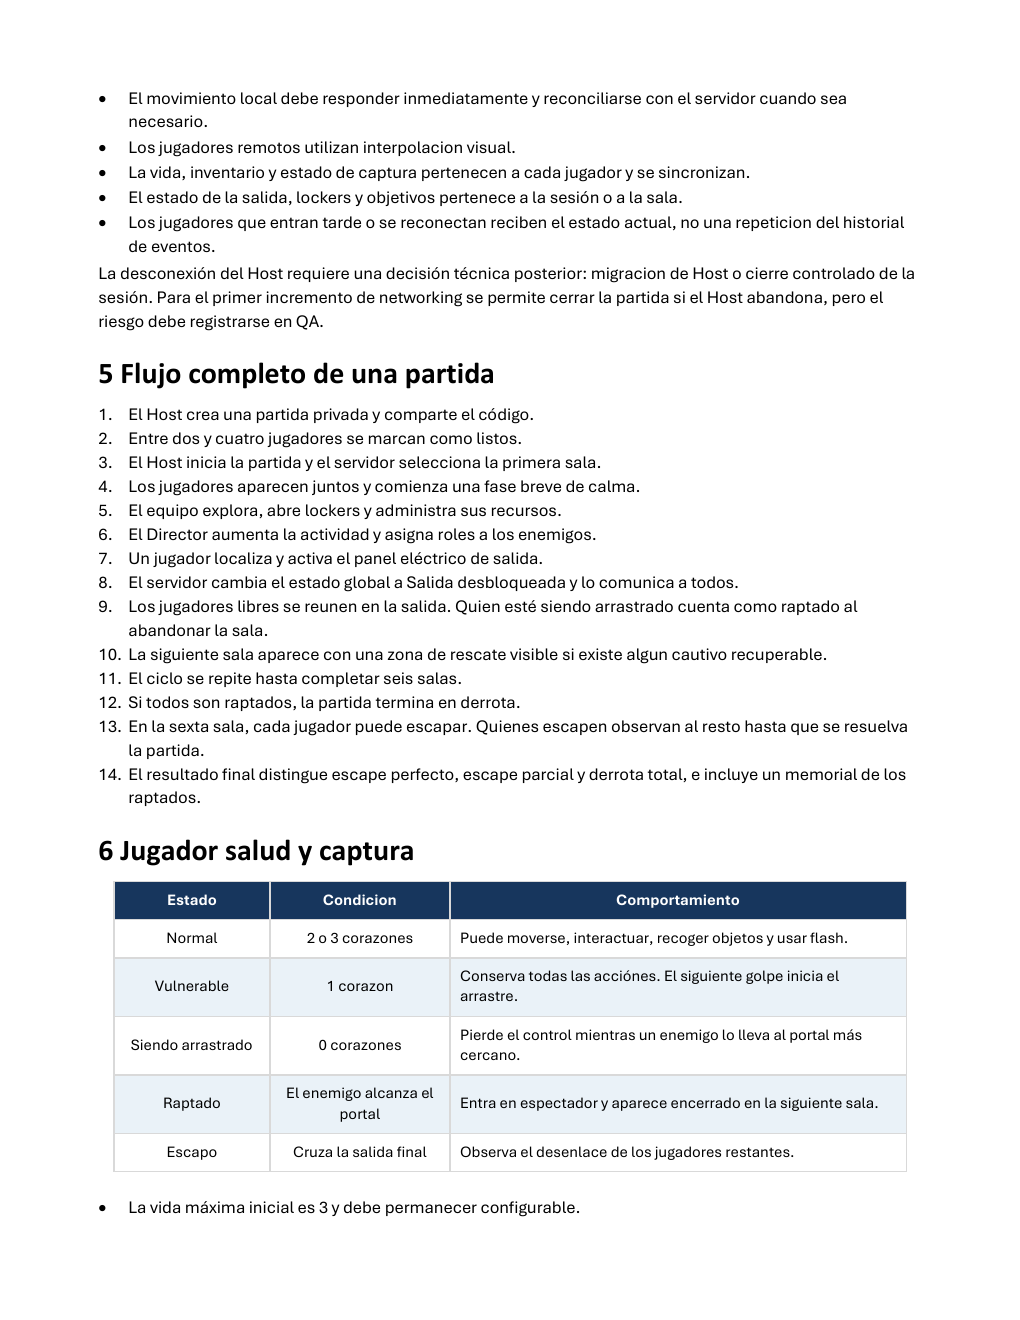 • El movimiento local debe responder inmediatamente y reconciliarse con el servidor cuando sea
necesario.
• Los jugadores remotos utilizan interpolacion visual.
• La vida, inventario y estado de captura pertenecen a cada jugador y se sincronizan.
• El estado de la salida, lockers y objetivos pertenece a la sesión o a la sala.
• Los jugadores que entran tarde o se reconectan reciben el estado actual, no una repeticion del historial
de eventos.
La desconexión del Host requiere una decisión técnica posterior: migracion de Host o cierre controlado de la
sesión. Para el primer incremento de networking se permite cerrar la partida si el Host abandona, pero el
riesgo debe registrarse en QA.
5 Flujo completo de una partida
1. El Host crea una partida privada y comparte el código.
2. Entre dos y cuatro jugadores se marcan como listos.
3. El Host inicia la partida y el servidor selecciona la primera sala.
4. Los jugadores aparecen juntos y comienza una fase breve de calma.
5. El equipo explora, abre lockers y administra sus recursos.
6. El Director aumenta la actividad y asigna roles a los enemigos.
7. Un jugador localiza y activa el panel eléctrico de salida.
8. El servidor cambia el estado global a Salida desbloqueada y lo comunica a todos.
9. Los jugadores libres se reunen en la salida. Quien esté siendo arrastrado cuenta como raptado al
abandonar la sala.
10. La siguiente sala aparece con una zona de rescate visible si existe algun cautivo recuperable.
11. El ciclo se repite hasta completar seis salas.
12. Si todos son raptados, la partida termina en derrota.
13. En la sexta sala, cada jugador puede escapar. Quienes escapen observan al resto hasta que se resuelva
la partida.
14. El resultado final distingue escape perfecto, escape parcial y derrota total, e incluye un memorial de los
raptados.
6 Jugador salud y captura
Estado Condicion Comportamiento
Normal 2 o 3 corazones Puede moverse, interactuar, recoger objetos y usar flash.
Vulnerable 1 corazon Conserva todas las acciónes. El siguiente golpe inicia el
arrastre.
Siendo arrastrado 0 corazones Pierde el control mientras un enemigo lo lleva al portal más
cercano.
Raptado El enemigo alcanza el
portal Entra en espectador y aparece encerrado en la siguiente sala.
Escapo Cruza la salida final Observa el desenlace de los jugadores restantes.
• La vida máxima inicial es 3 y debe permanecer configurable.